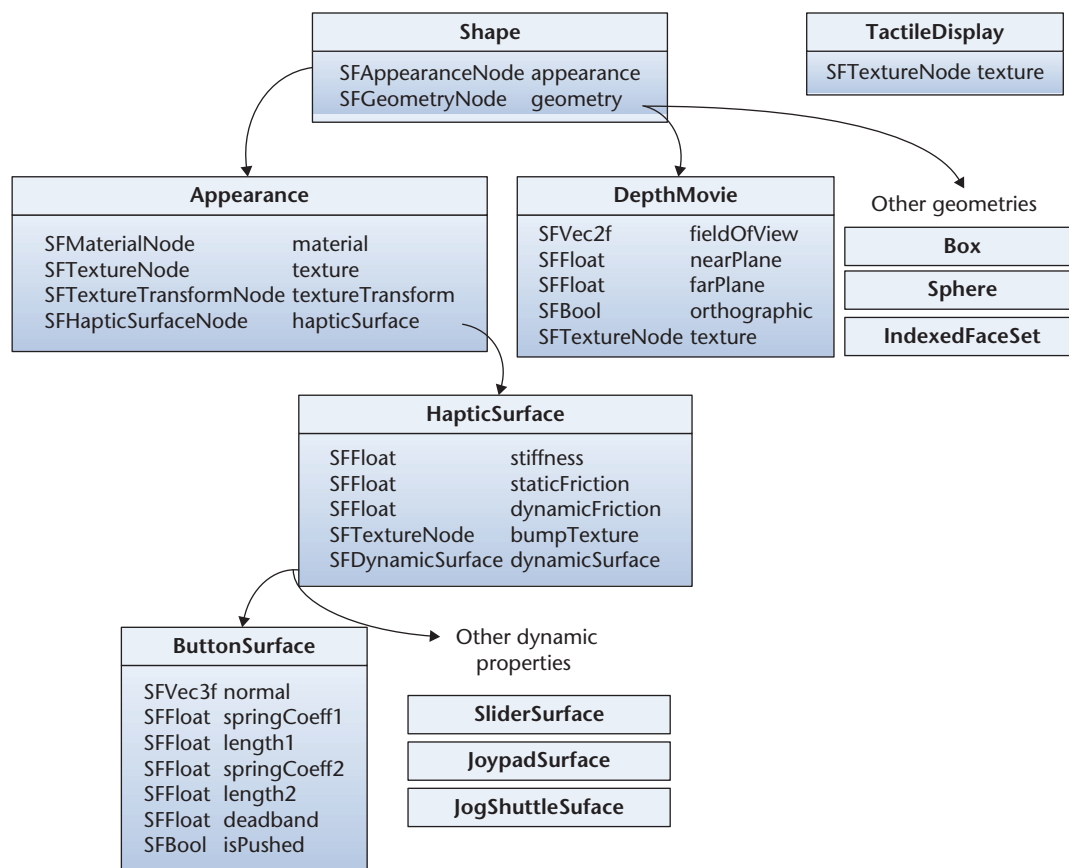 Shape
SFAppearanceNode appearance
SFGeometryNode geometry
TactileDisplay
SFTextureNode texture
Appearance
SFMaterialNode material
SFTextureNode texture
SFTextureTransformNode textureTransform
SFHapticSurfaceNode hapticSurface
DepthMovie
SFVec2f fieldOfView
SFFloat nearPlane
SFFloat farPlane
SFBool orthographic
SFTextureNode texture
Other geometries
Box
Sphere
IndexedFaceSet
HapticSurface
SFFloat stiffness
SFFloat staticFriction
SFFloat dynamicFriction
SFTextureNode bumpTexture
SFDynamicSurface dynamicSurface
ButtonSurface
SFVec3f normal
SFFloat springCoeff1
SFFloat length1
SFFloat springCoeff2
SFFloat length2
SFFloat deadband
SFBool isPushed
Other dynamic
properties
SliderSurface
JoypadSurface
JogShuttleSuface